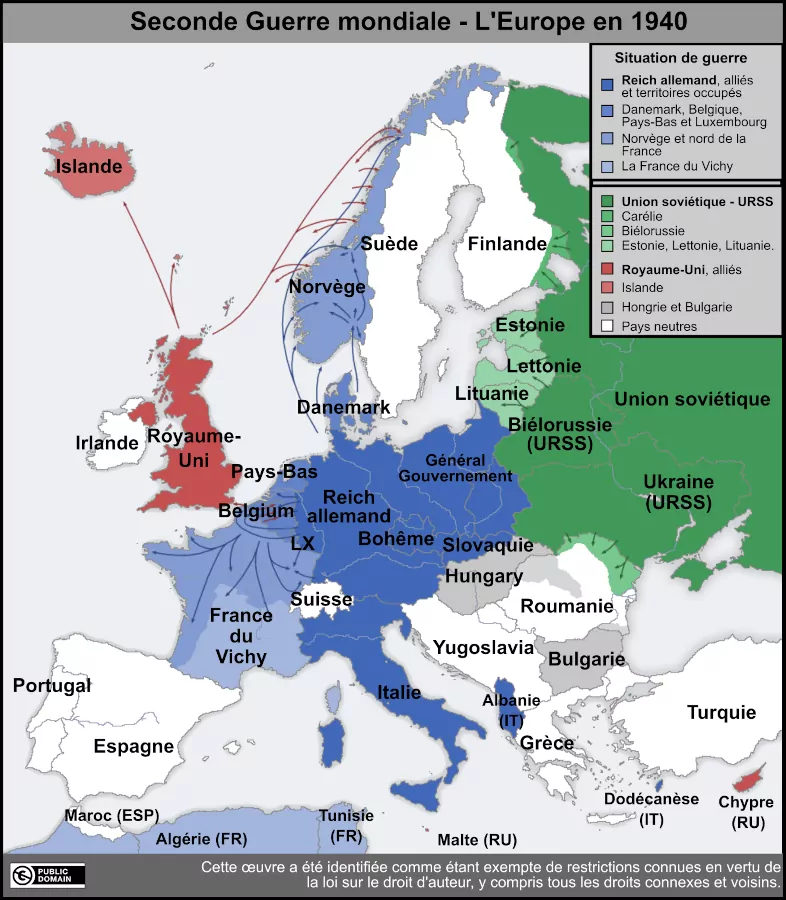 Seconde Guerre mondiale - L'Europe en 1940
Situation de guerre
Reich allemand, alliés
et territoires occupés
Danemark, Belgique,
Pays-Bas et Luxembourg
Norvège et nord de la
France
La France du Vichy
Union soviétique - URSS
Carélie
Biélorussie
Estonie, Lettonie, Lituanie.
Royaume-Uni, alliés
Islande
Hongrie et Bulgarie
Pays neutres
Islande
Suède
Finlande
Norvège
Estonie
Lettonie
Lituanie
Danemark
Union soviétique
Biélorussie
(URSS)
Irlande
Royaume-
Uni
Pays-Bas
Général
Gouvernement
Ukraine
(URSS)
Reich
allemand
Belgium
Bohême
LX
Slovaquie
Hungary
Suisse
Roumanie
France
du
Vichy
Yugoslavia
Bulgarie
Portugal
Italie
Albanie
(IT)
Turquie
Espagne
Grèce
Dodécanèse
(IT)
Chypre
(RU)
Maroc (ESP)
Algérie (FR)
Tunisie
(FR)
Malte (RU)
PUBLIC
DOMAIN
Cette œuvre a été identifiée comme étant exempte de restrictions connues en vertu de
la loi sur le droit d'auteur, y compris tous les droits connexes et voisins.